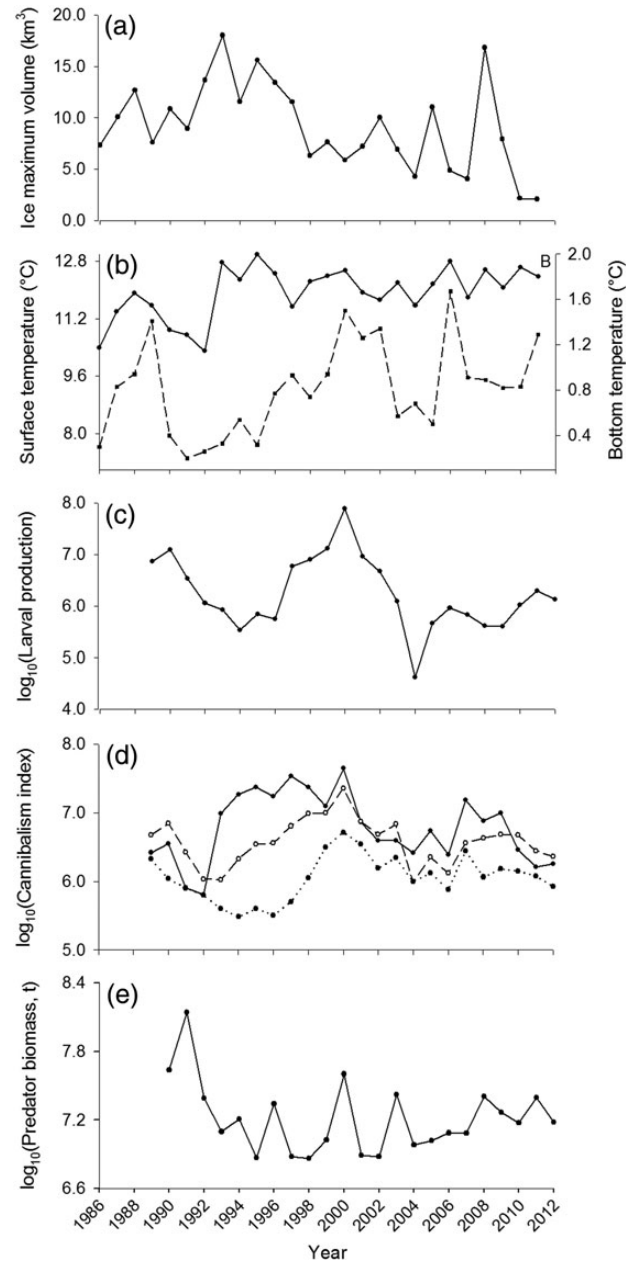 (a)
Ice maximum volume (km³)
20.0
15.0
10.0
5.0
0.0
(b)
B
Surface temperature (°C)
12.8
11.2
9.6
8.0
Bottom temperature (°C)
2.0
1.6
1.2
0.8
0.4
(c)
log₁₀(Larval production)
8.0
7.0
6.0
5.0
4.0
(d)
log₁₀(Cannibalism index)
8.0
7.0
6.0
5.0
(e)
log₁₀(Predator biomass, t)
8.4
7.8
7.2
6.6
1986 1988 1990 1992 1994 1996 1998 2000 2002 2004 2006 2008 2010 2012
Year